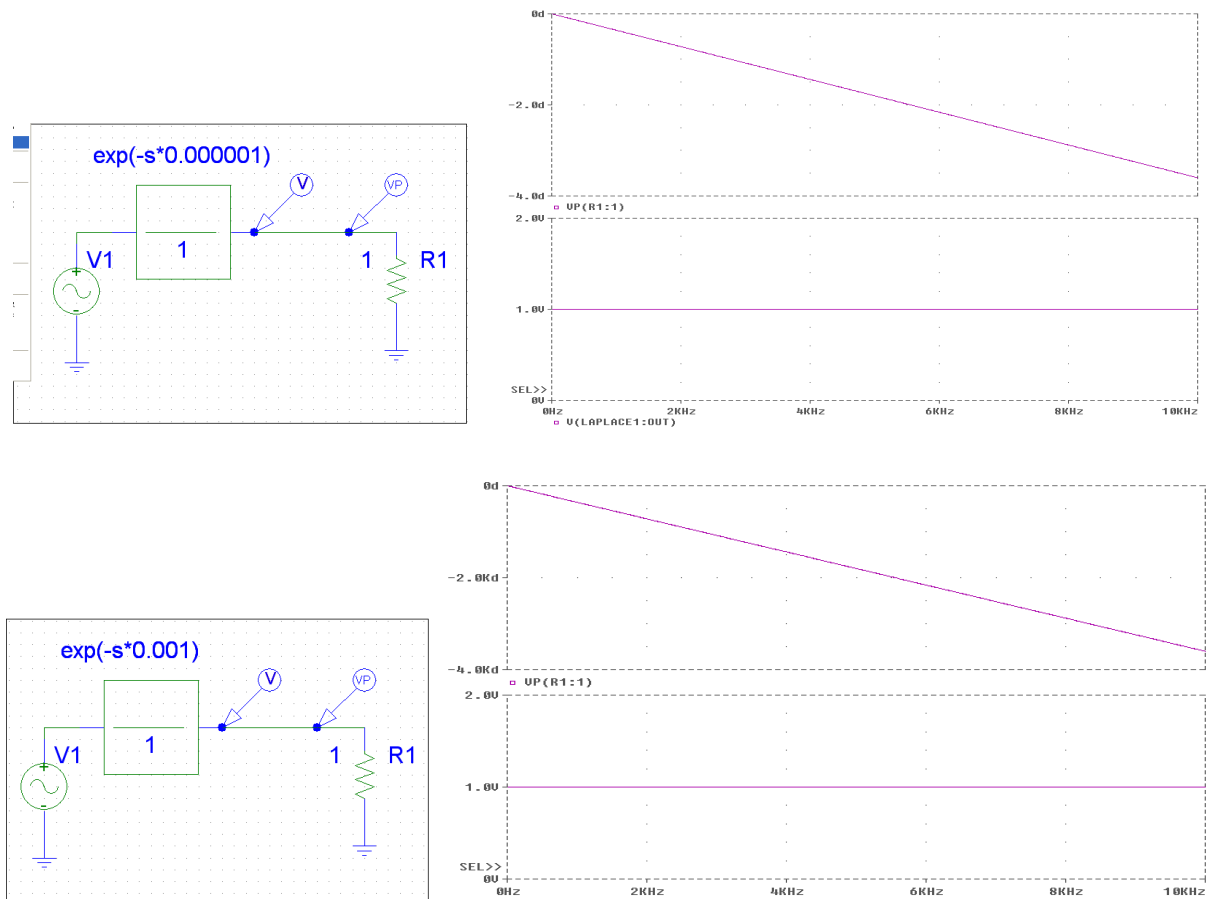 0d
-2.0d
-4.0d
VP(R1:1)
2.0V
1.0V
SEL>>
0V
0Hz 2KHz 4KHz 6KHz 8KHz 10KHz
V(LAPLACE1:OUT)
exp(-s*0.000001)
V VP
V1 1 1 R1
0d
-2.0Kd
-4.0Kd
VP(R1:1)
2.0V
1.0V
SEL>>
0V
0Hz 2KHz 4KHz 6KHz 8KHz 10KHz
exp(-s*0.001)
V VP
V1 1 1 R1